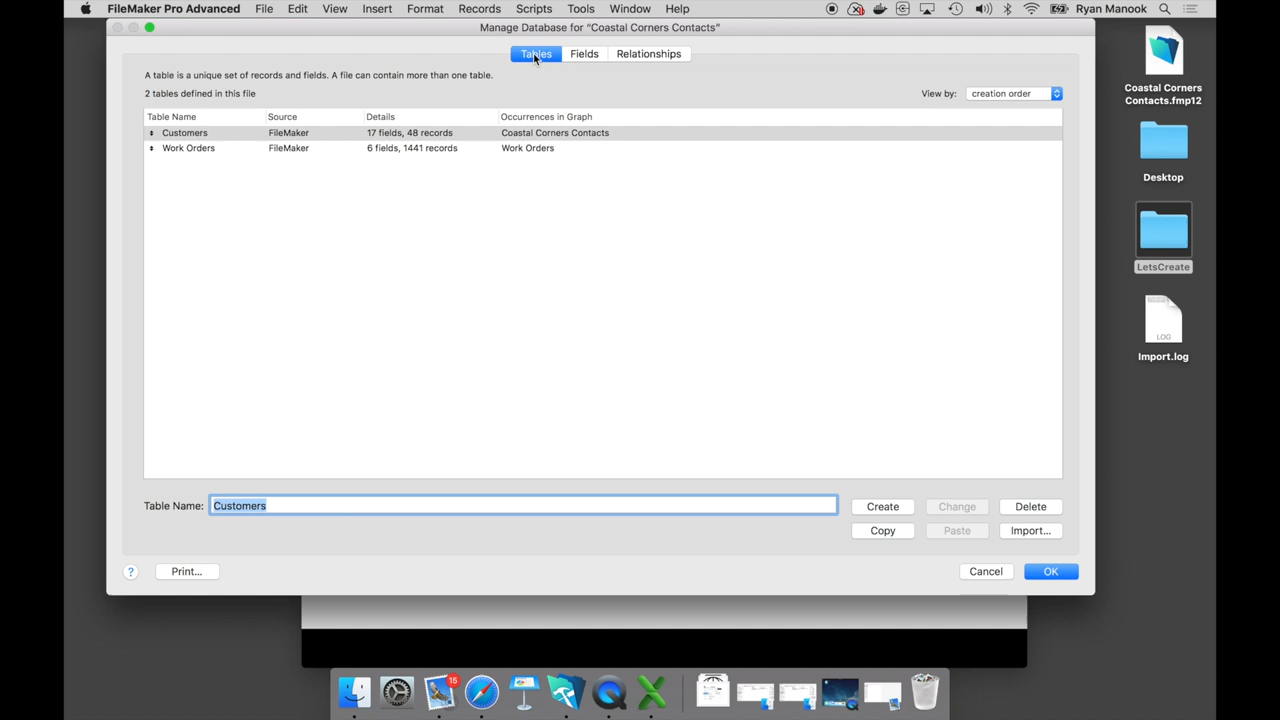 FileMaker Pro Advanced File Edit View Insert Format Records Scripts Tools Window Help Ryan Manook
Manage Database for “Coastal Corners Contacts”
Tables Fields Relationships
A table is a unique set of records and fields. A file can contain more than one table.
2 tables defined in this file
View by: creation order
Table Name Source Details Occurrences in Graph
Customers FileMaker 17 fields, 48 records Coastal Corners Contacts
Work Orders FileMaker 6 fields, 1441 records Work Orders
Table Name: Customers
Create Change Delete
Copy Paste Import...
? Print... Cancel OK
Coastal Corners
Contacts.fmp12
Desktop
LetsCreate
LOG
Import.log
15